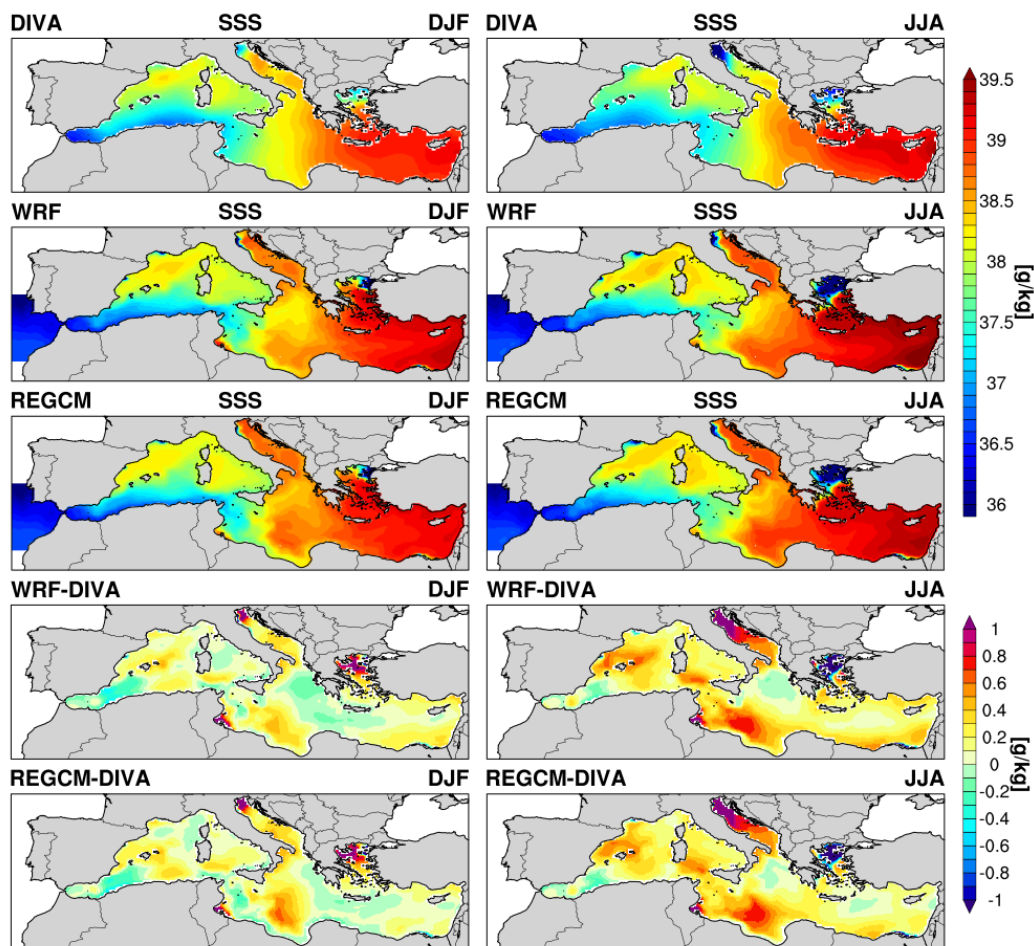 DIVA SSS DJF DIVA SSS JJA
39.5
39
38.5
38
37.5
37
36.5
36
[g/kg]
WRF SSS DJF WRF SSS JJA
REGCM SSS DJF REGCM SSS JJA
WRF-DIVA DJF WRF-DIVA JJA
1
0.8
0.6
0.4
0.2
0
-0.2
-0.4
-0.6
-0.8
-1
[g/kg]
REGCM-DIVA DJF REGCM-DIVA JJA